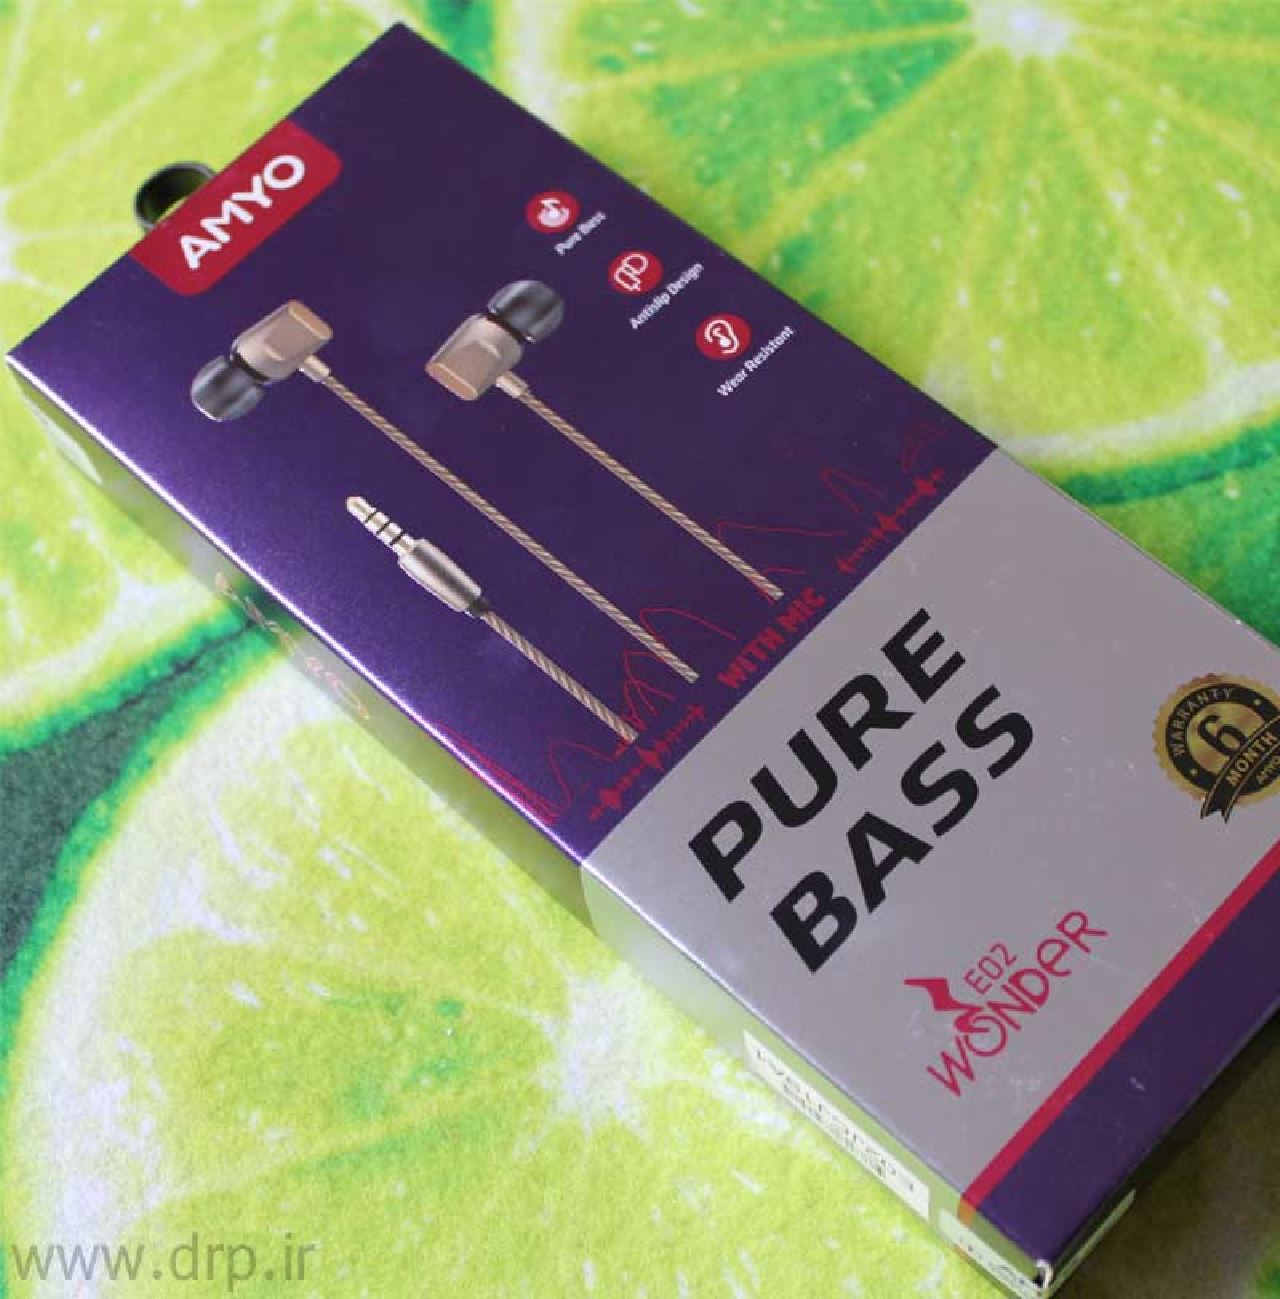 AMYO
Pure Bass
Antislip Design
Wear Resistant
WITH MIC
PURE
BASS
WARRANTY
6
MONTH
AMYO
E02
WONDER
www.drp.ir